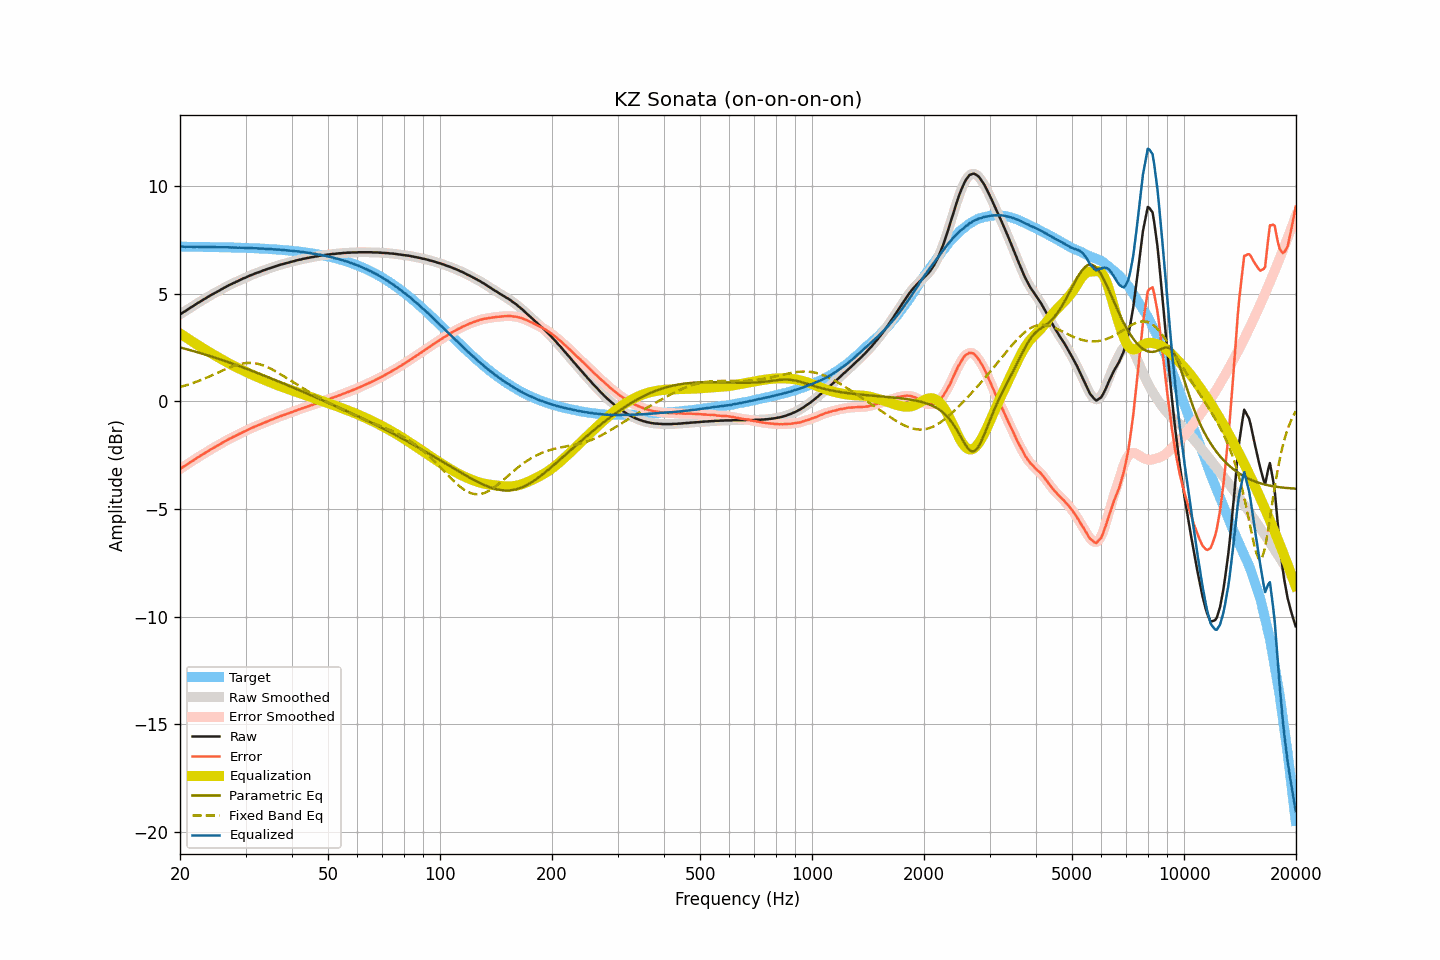 KZ Sonata (on-on-on-on)
10
5
0
−5
−10
−15
−20
Amplitude (dBr)
Target
Raw Smoothed
Error Smoothed
Raw
Error
Equalization
Parametric Eq
Fixed Band Eq
Equalized
20 50 100 200 500 1000 2000 5000 10000 20000
Frequency (Hz)